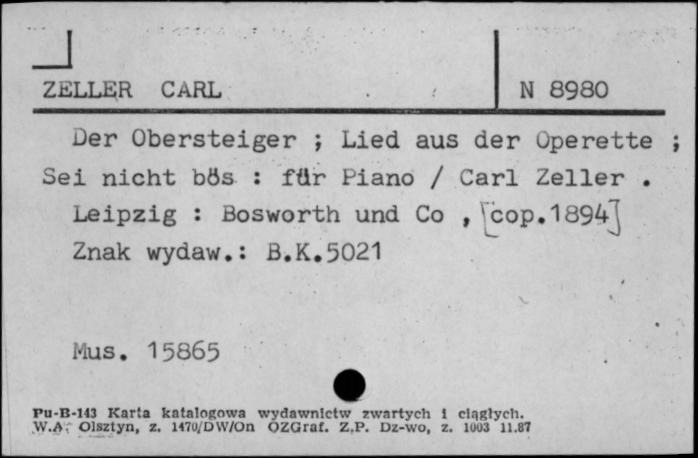 ZELLER CARL N 8980
Der Obersteiger ; Lied aus der Operette ;
Sei nicht bös : für Piano / Carl Zeller .
Leipzig : Bosworth und Co , [cop.1894]
Znak wydaw.: B.K.5021
Mus. 15865
Pu-B-143 Karta katalogowa wydawnictw zwartych i ciągłych.
W.A. Olsztyn, z. 1470/DW/On OZGraf. Z.P. Dz-wo, z. 1003 11.87